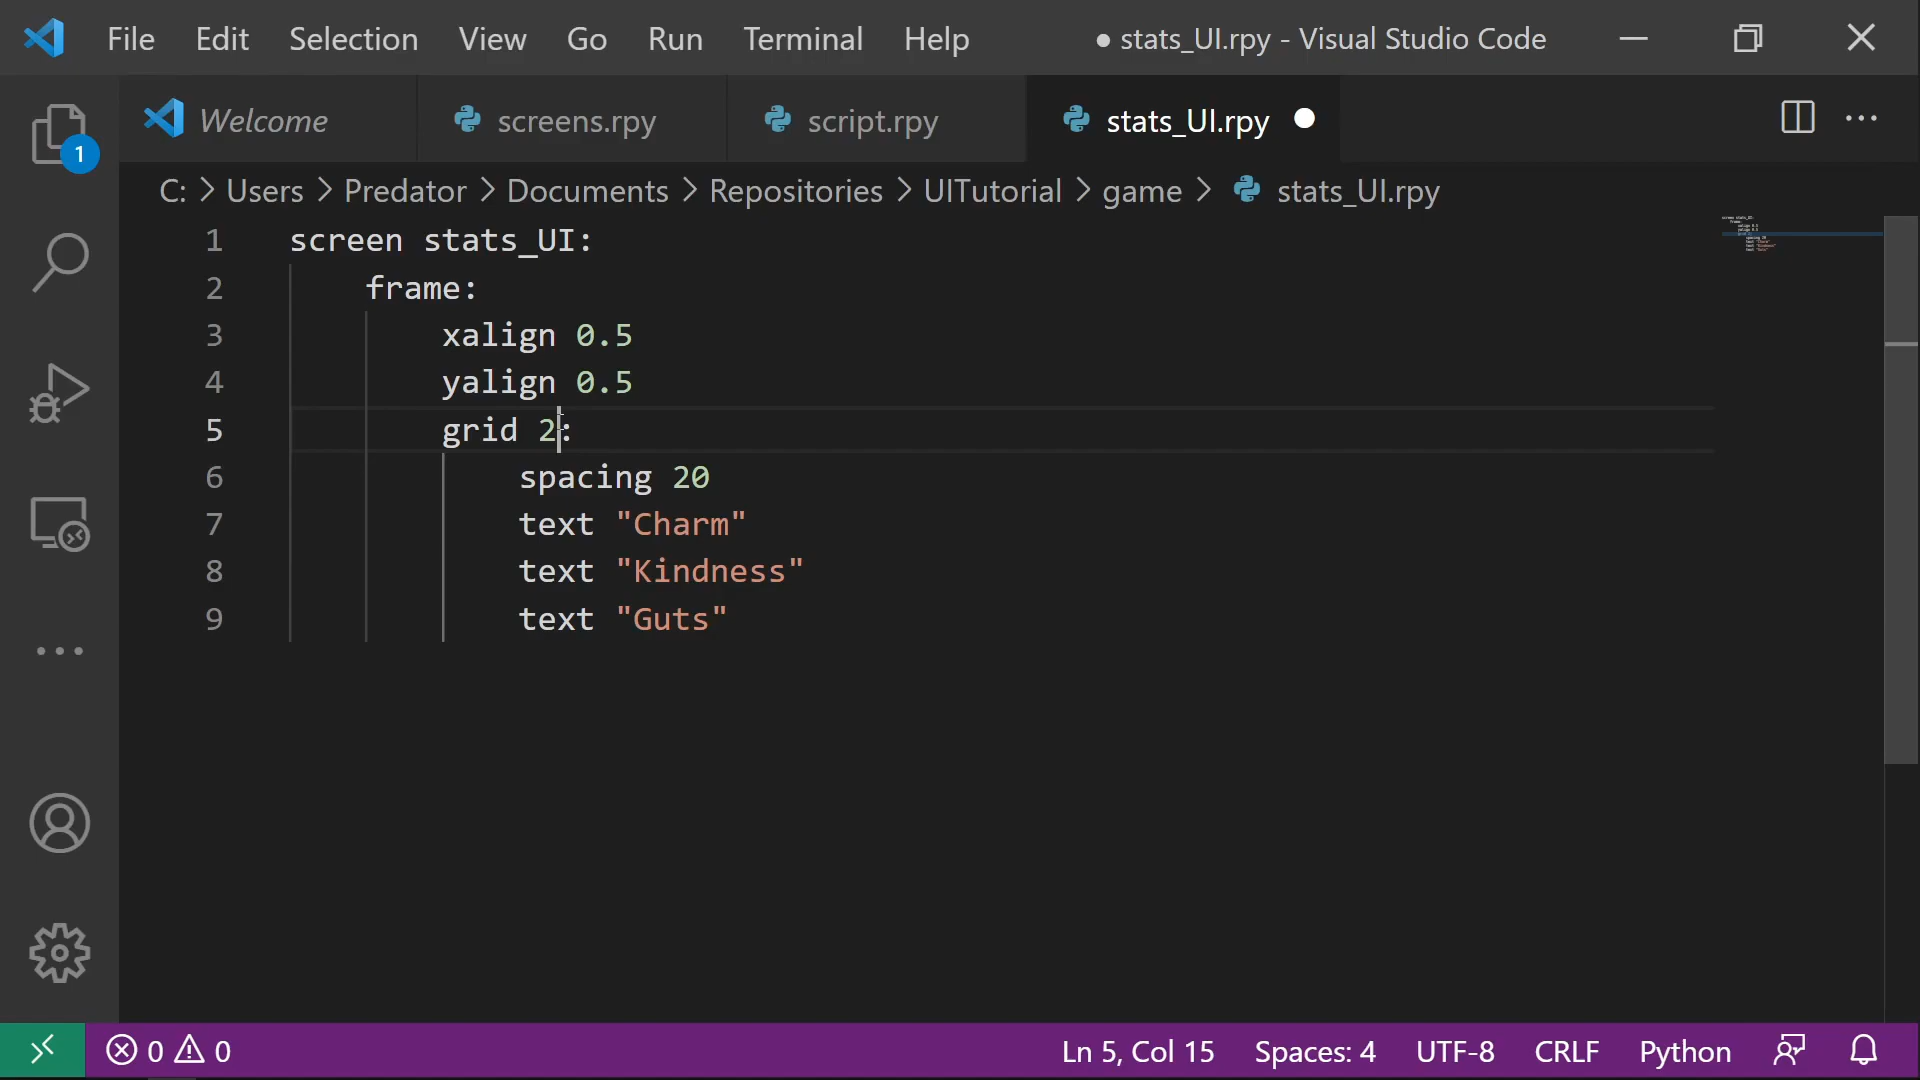 File Edit Selection View Go Run Terminal Help ● stats_UI.rpy - Visual Studio Code
Welcome screens.rpy script.rpy stats_UI.rpy
1
C: > Users > Predator > Documents > Repositories > UITutorial > game > stats_UI.rpy
1 screen stats_UI:
2 frame:
3 xalign 0.5
4 yalign 0.5
5 grid 2:
6 spacing 20
7 text "Charm"
8 text "Kindness"
9 text "Guts"
0 0 Ln 5, Col 15 Spaces: 4 UTF-8 CRLF Python